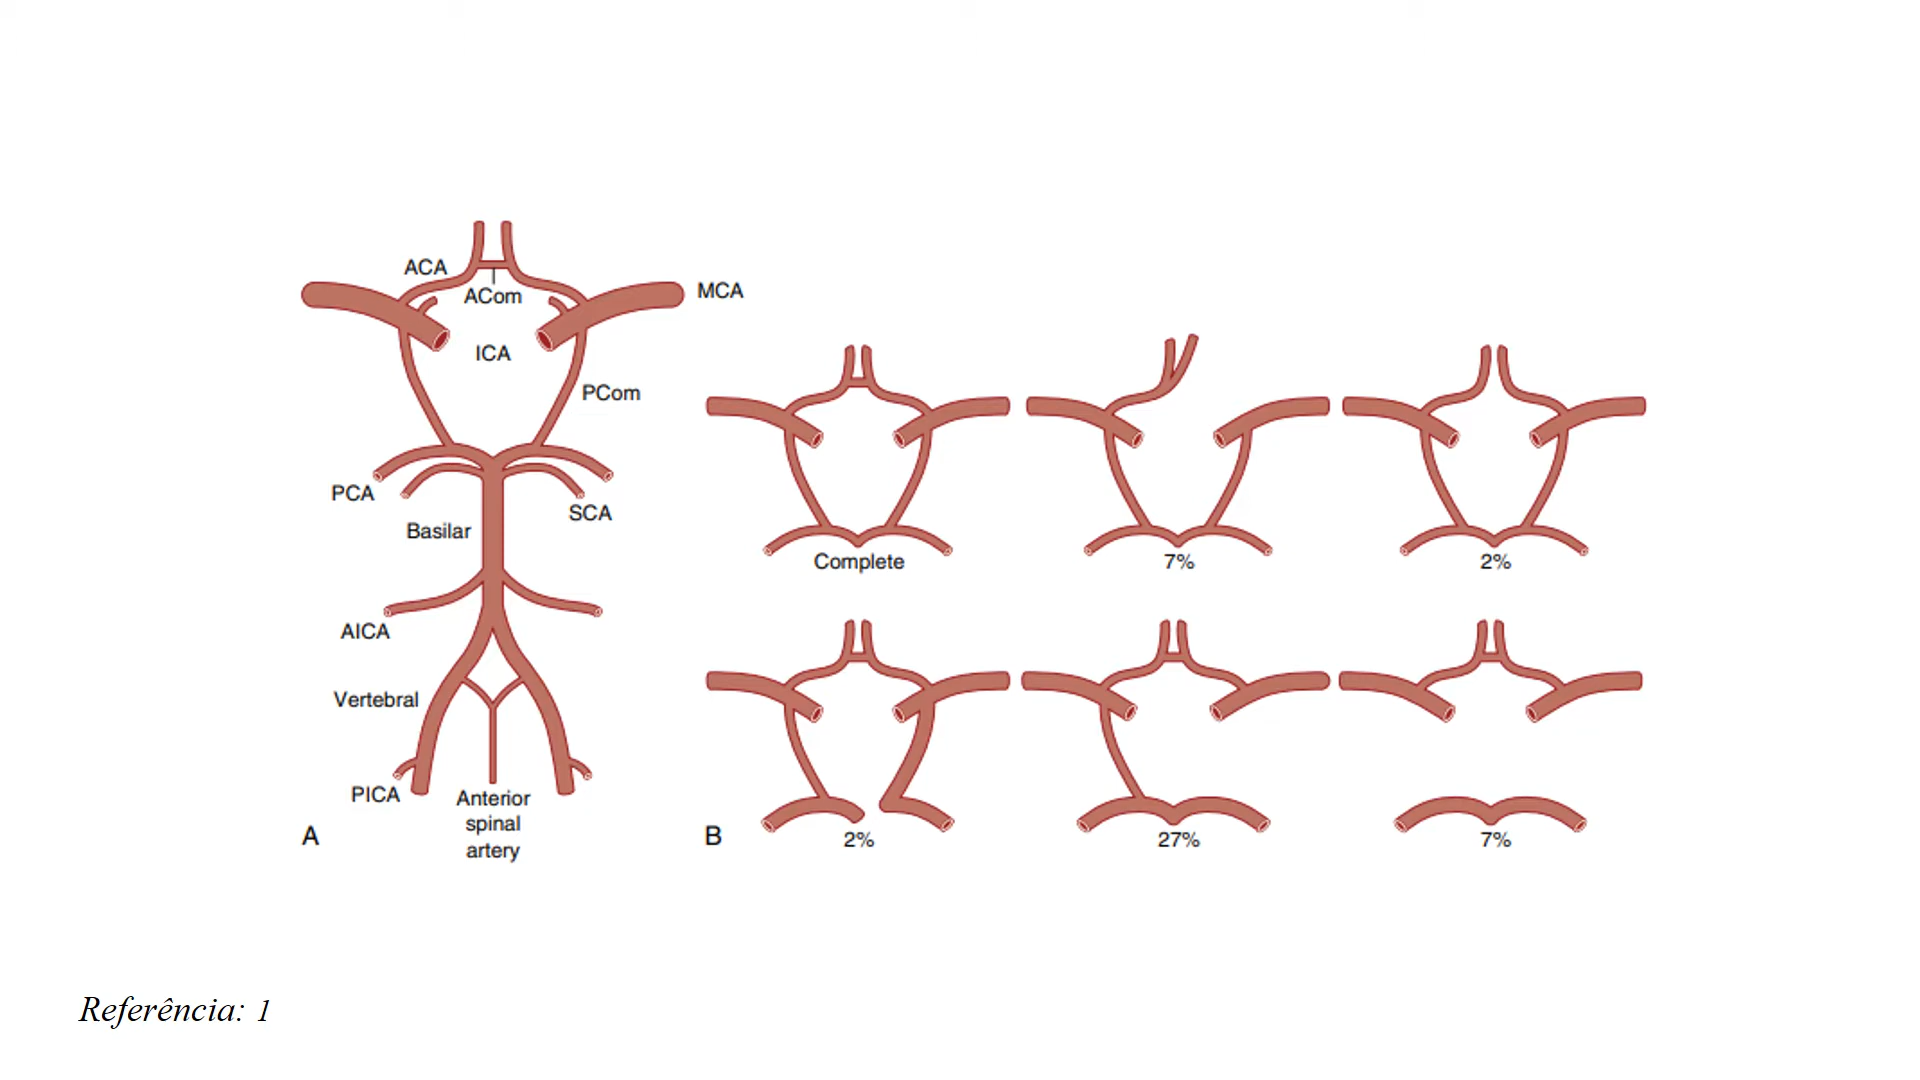 ACA
ACom
MCA
ICA
PCom
PCA
SCA
Basilar
AICA
Vertebral
PICA
Anterior
spinal
artery
A
Complete
7%
2%
2%
27%
7%
B
Referência: 1